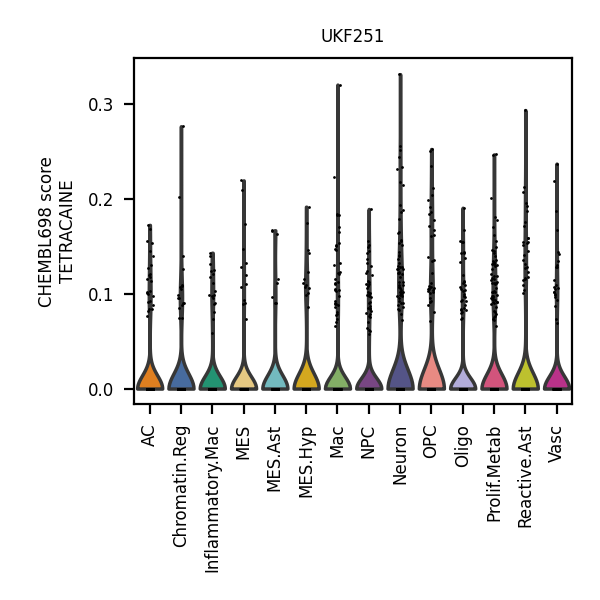 UKF251
CHEMBL698 score
TETRACAINE
0.3
0.2
0.1
0.0
AC
Chromatin.Reg
Inflammatory.Mac
MES
MES.Ast
MES.Hyp
Mac
NPC
Neuron
OPC
Oligo
Prolif.Metab
Reactive.Ast
Vasc